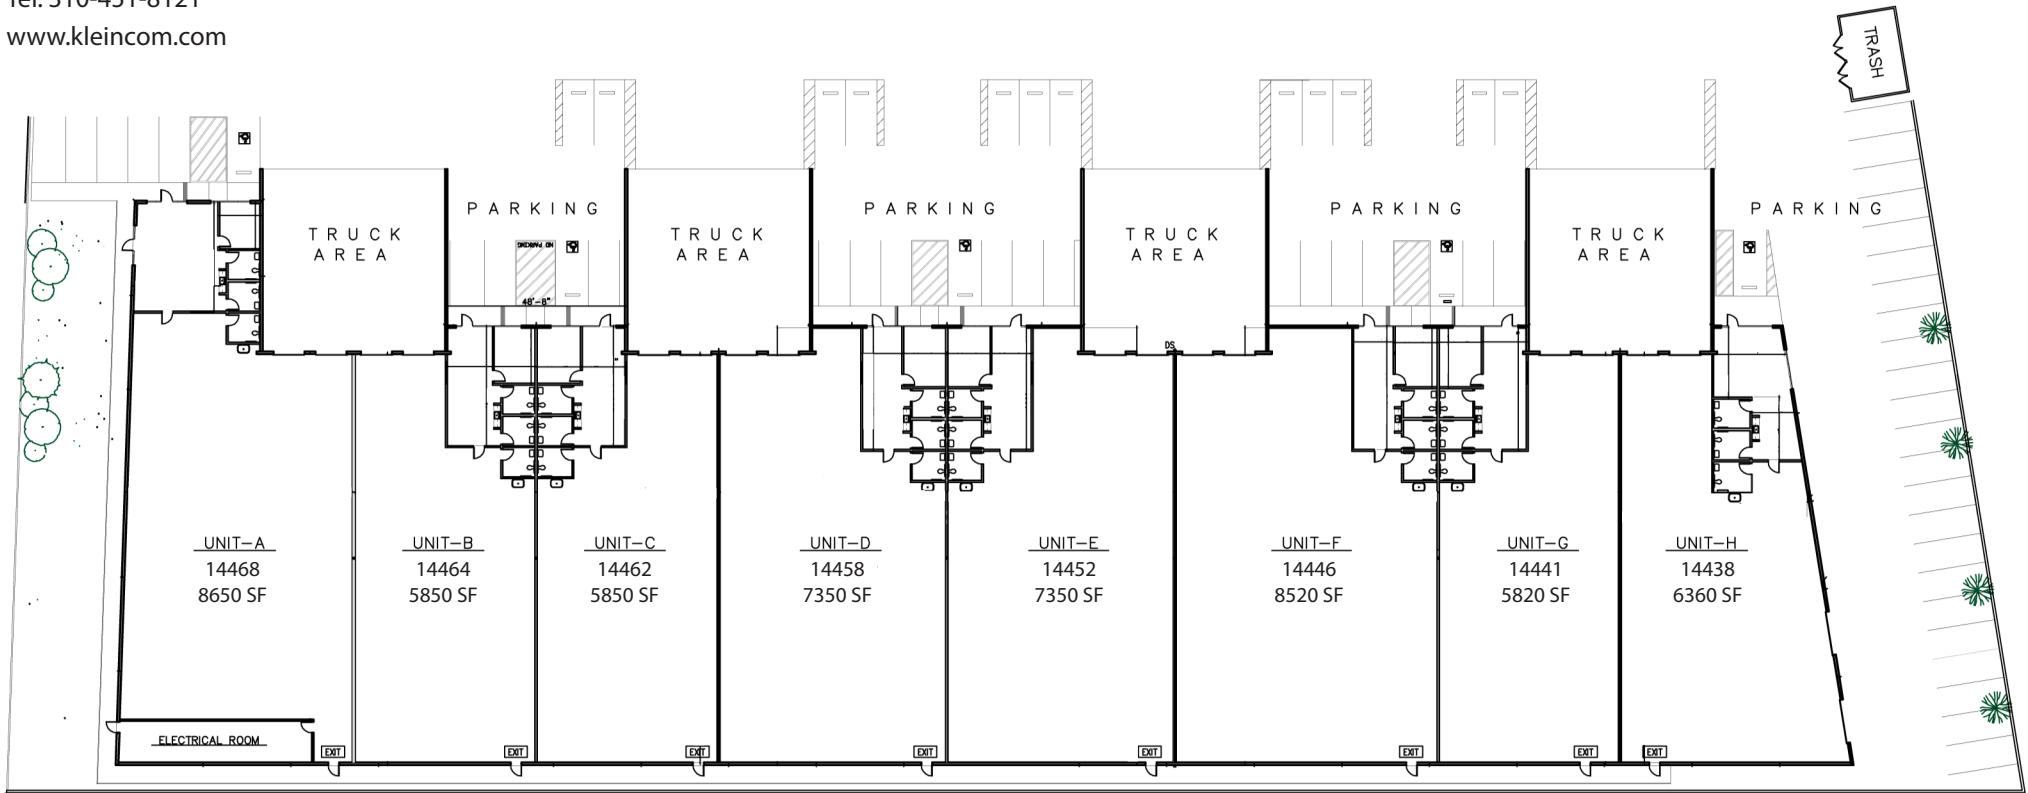 Tel. 310-451-8121
www.kleincom.com
TRASH
PARKING
PARKING
PARKING
PARKING
TRUCK
AREA
TRUCK
AREA
TRUCK
AREA
TRUCK
AREA
NO PARKING
48'-8"
DS
UNIT-A
14468
8650 SF
UNIT-B
14464
5850 SF
UNIT-C
14462
5850 SF
UNIT-D
14458
7350 SF
UNIT-E
14452
7350 SF
UNIT-F
14446
8520 SF
UNIT-G
14441
5820 SF
UNIT-H
14438
6360 SF
ELECTRICAL ROOM
EXIT
EXIT
EXIT
EXIT
EXIT
EXIT
EXIT
EXIT